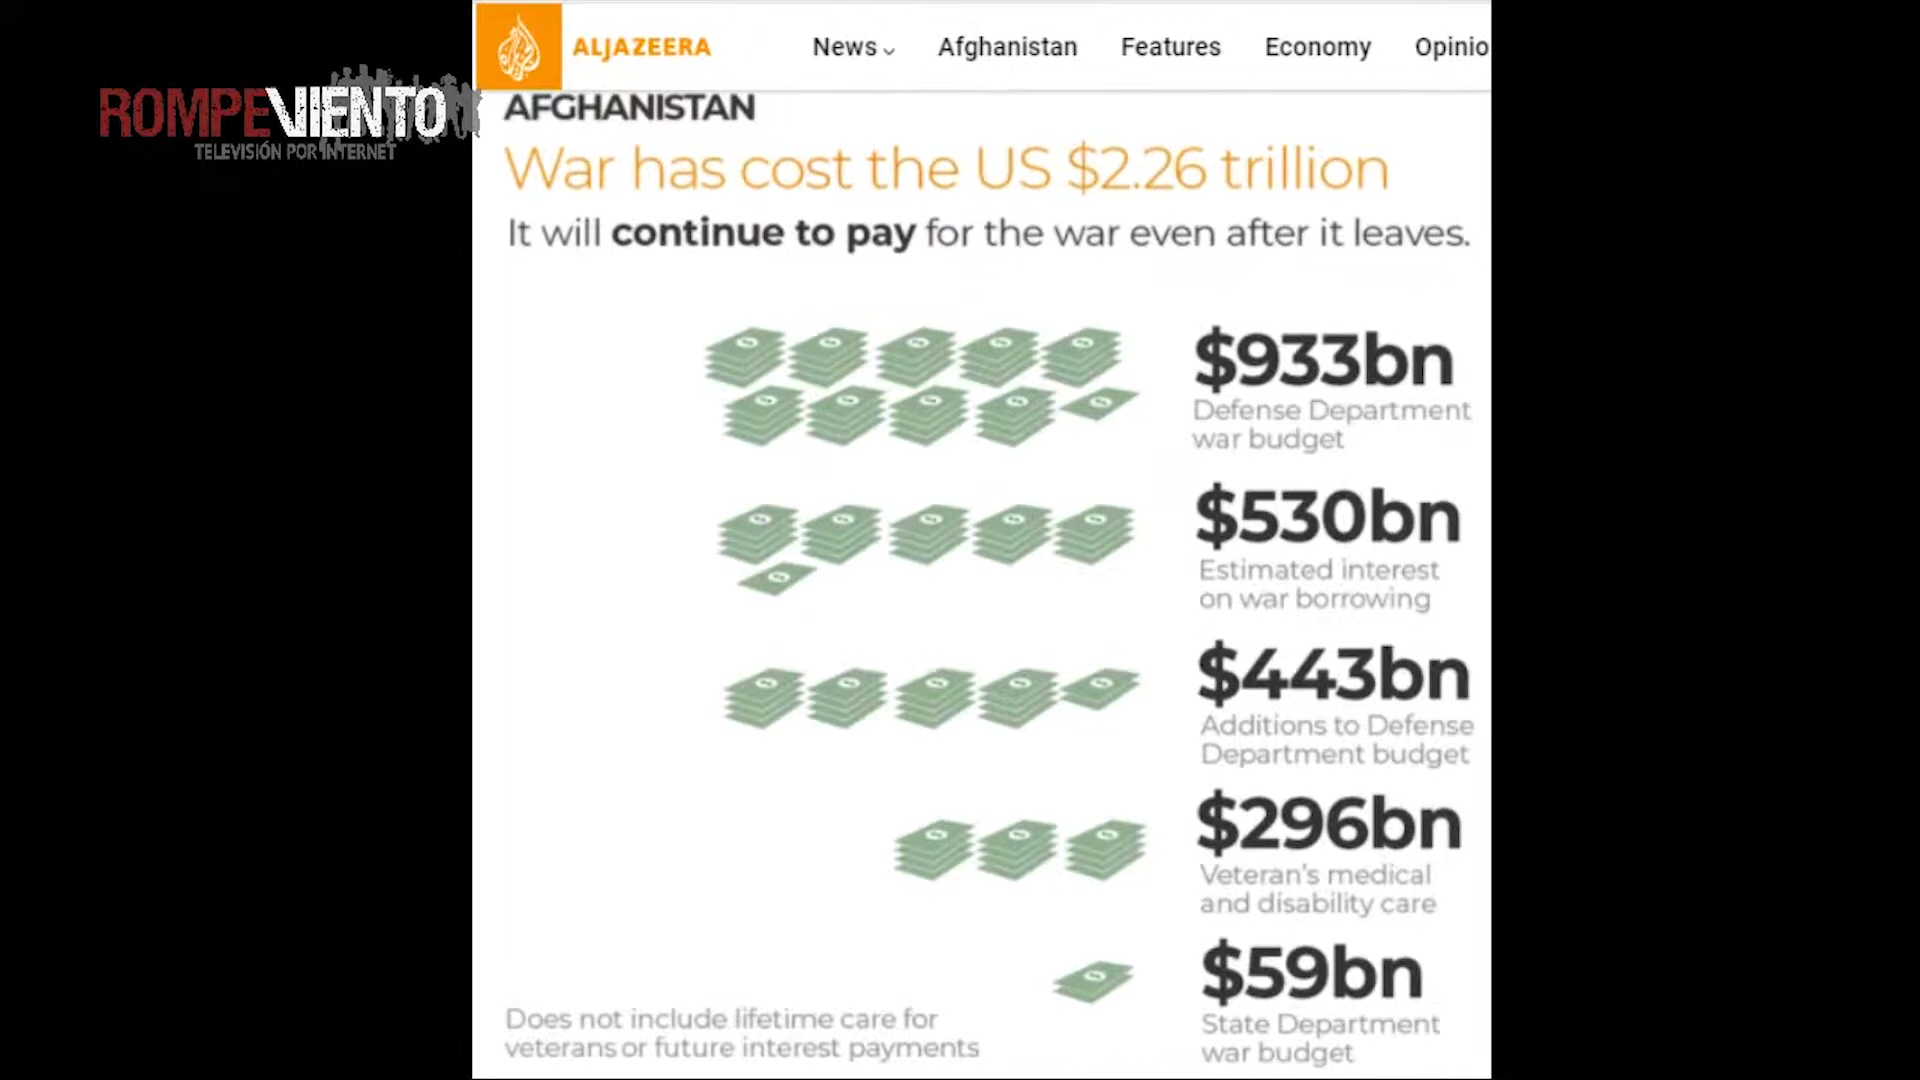 ROMPEVIENTO
TELEVISIÓN POR INTERNET
ALJAZEERA
News
Afghanistan
Features
Economy
Opinio
AFGHANISTAN
War has cost the US $2.26 trillion
It will continue to pay for the war even after it leaves.
$933bn
Defense Department
war budget
$530bn
Estimated interest
on war borrowing
$443bn
Additions to Defense
Department budget
$296bn
Veteran's medical
and disability care
$59bn
State Department
war budget
Does not include lifetime care for
veterans or future interest payments